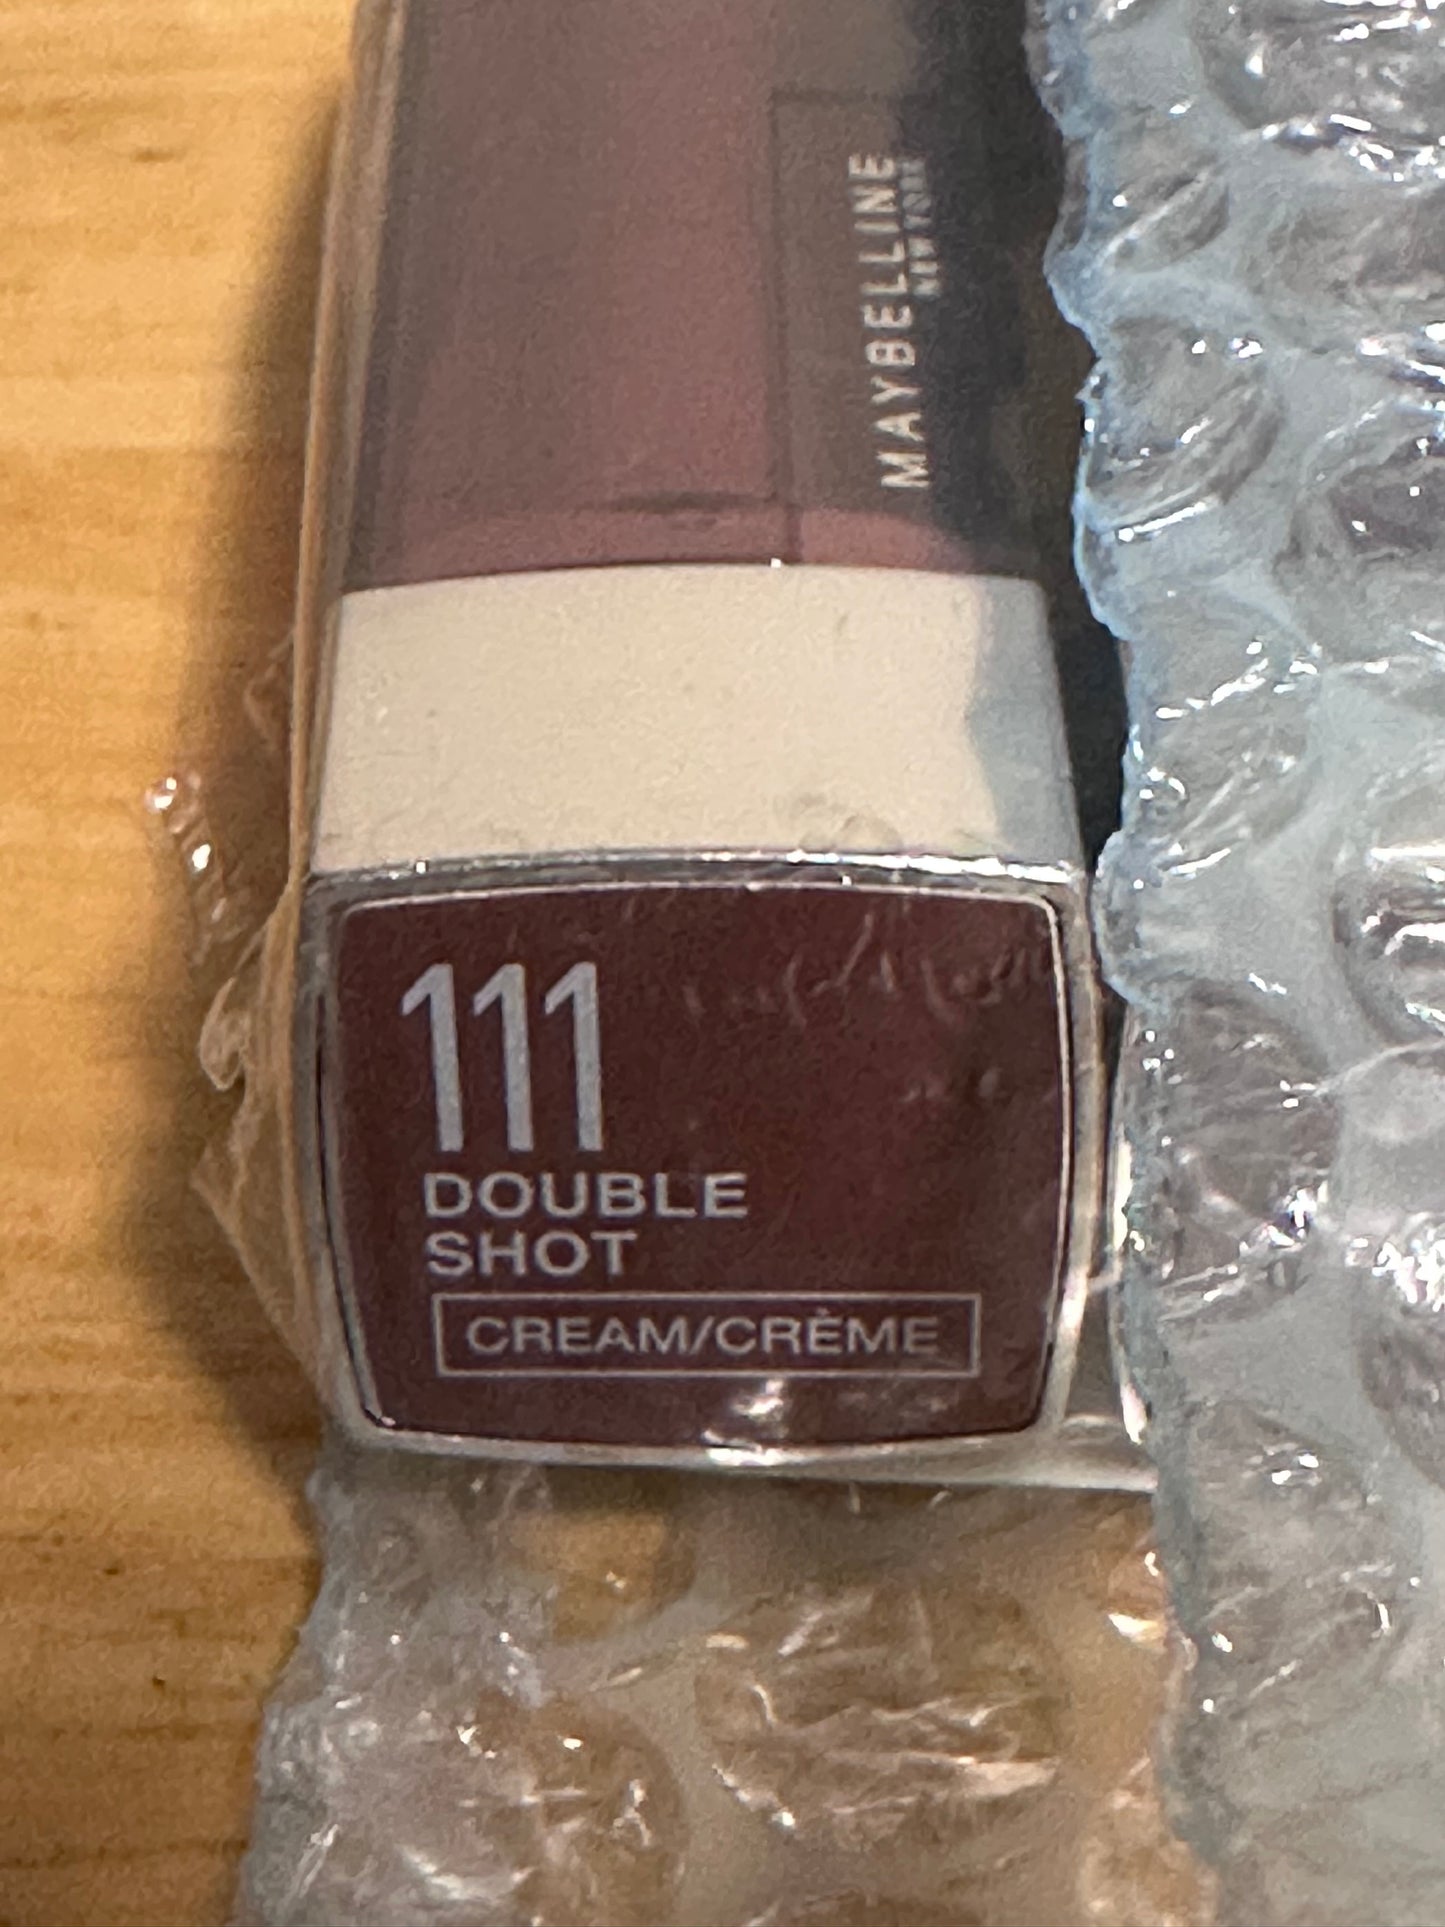 MAYBELLINE
NEW YORK
111
DOUBLE
SHOT
CREAM/CRÈME